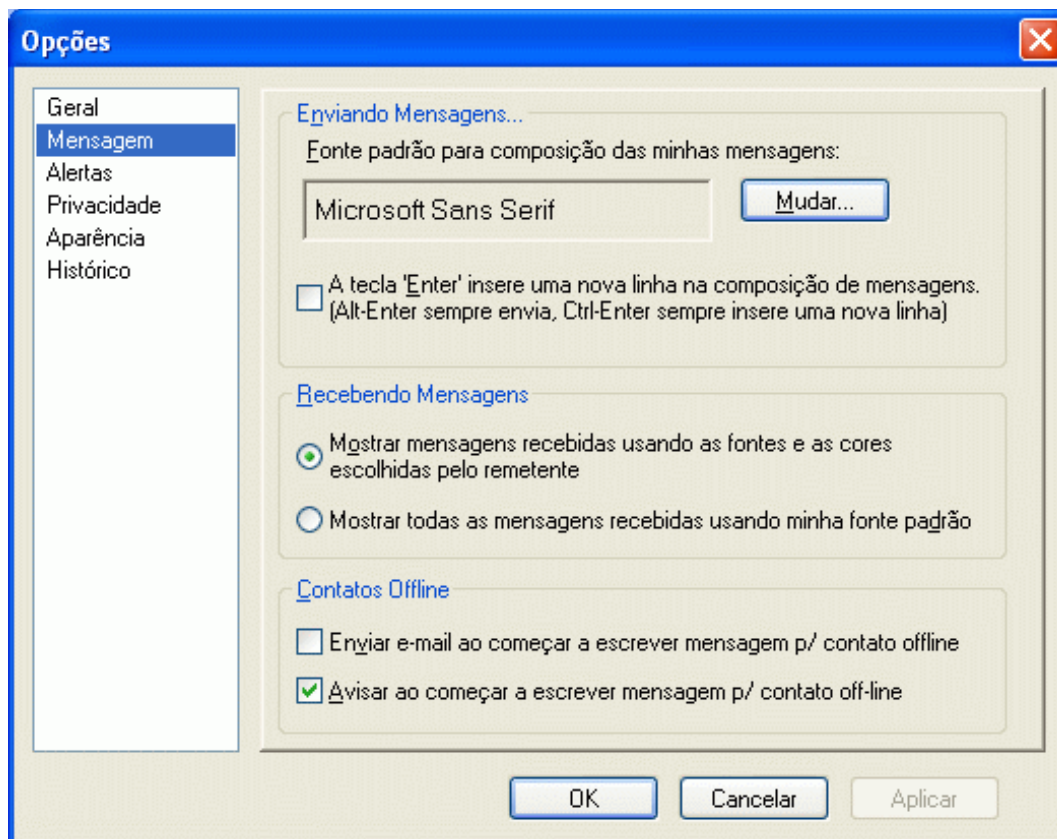 Opções
Geral
Mensagem
Alertas
Privacidade
Aparência
Histórico
Enviando Mensagens...
Fonte padrão para composição das minhas mensagens:
Microsoft Sans Serif
Mudar...
A tecla 'Enter' insere uma nova linha na composição de mensagens.
(Alt-Enter sempre envia, Ctrl-Enter sempre insere uma nova linha)
Recebendo Mensagens
Mostrar mensagens recebidas usando as fontes e as cores
escolhidas pelo remetente
Mostrar todas as mensagens recebidas usando minha fonte padrão
Contatos Offline
Enviar e-mail ao começar a escrever mensagem p/ contato offline
Avisar ao começar a escrever mensagem p/ contato off-line
OK
Cancelar
Aplicar